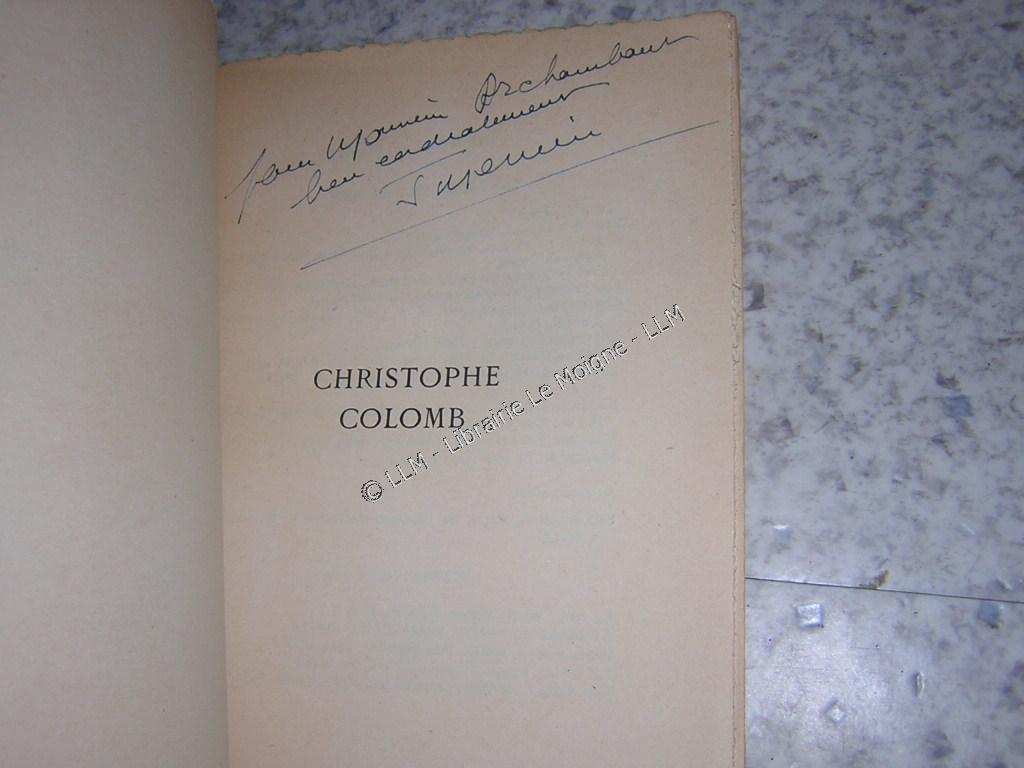 pour Monsieur Archambault
bien cordialement
CHRISTOPHE
COLOMB
© LLM - Librairie Le Moigne - LLM